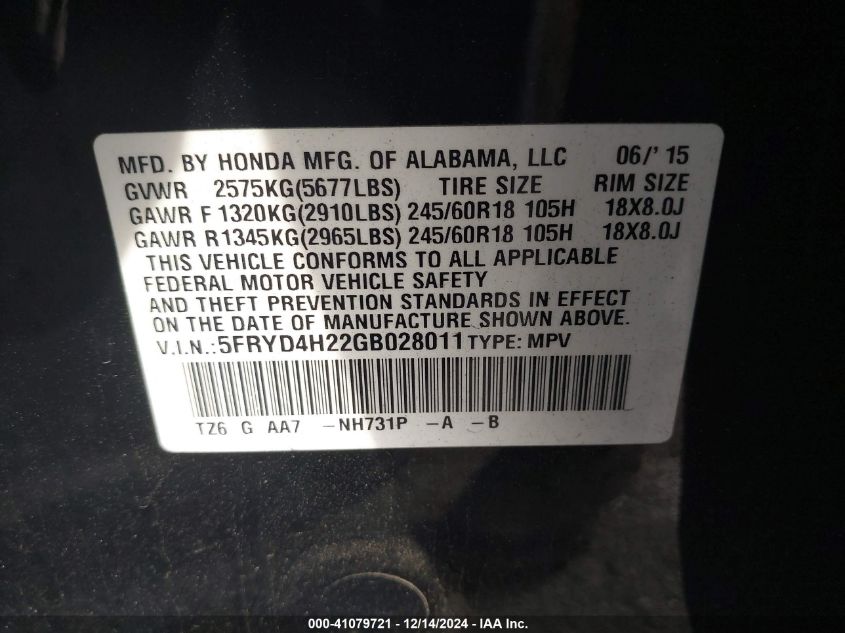 MFD. BY HONDA MFG. OF ALABAMA, LLC 06/' 15
GVWR 2575KG(5677LBS) TIRE SIZE RIM SIZE
GAWR F 1320KG(2910LBS) 245/60R18 105H 18X8.0J
GAWR R1345KG(2965LBS) 245/60R18 105H 18X8.0J
THIS VEHICLE CONFORMS TO ALL APPLICABLE
FEDERAL MOTOR VEHICLE SAFETY
AND THEFT PREVENTION STANDARDS IN EFFECT
ON THE DATE OF MANUFACTURE SHOWN ABOVE.
V.I.N.:5FRYD4H22GB028011 TYPE: MPV
TZ6 G AA7 -NH731P -A -B
000-41079721 - 12/14/2024 - IAA Inc.